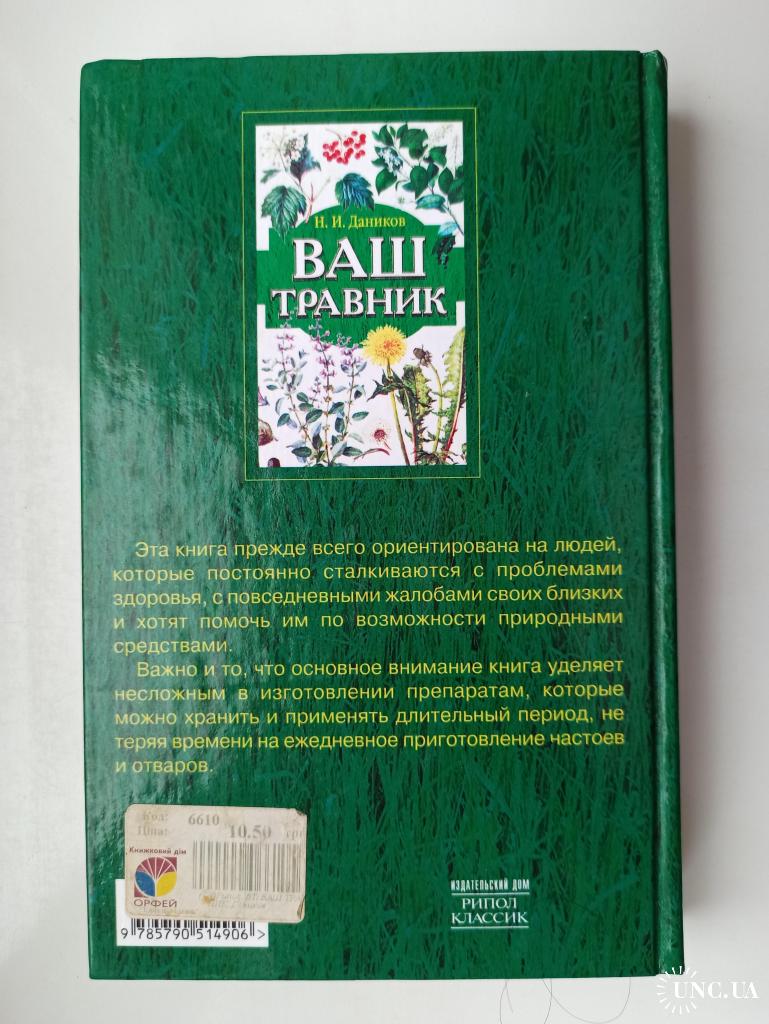 Н. И. Даников
ВАШ
ТРАВНИК
Эта книга прежде всего ориентирована на людей,
которые постоянно сталкиваются с проблемами
здоровья, с повседневными жалобами своих близких
и хотят помочь им по возможности природными
средствами.
Важно и то, что основное внимание книга уделяет
несложным в изготовлении препаратам, которые
можно хранить и применять длительный период, не
теряя времени на ежедневное приготовление частоев
и отваров.
Код: 6610
Ціна: 10.50 грн
Книжковий дім
ОРФЕЙ
9 785790 514906 >
ИЗДАТЕЛЬСКИЙ ДОМ
РИПОЛ
КЛАССИК
UNC.UA